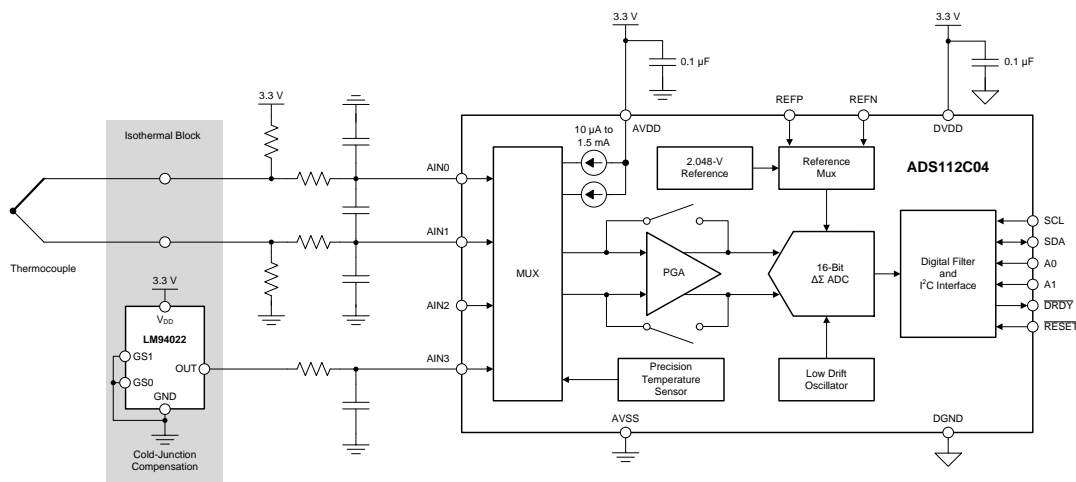 3.3 V
0.1 µF
3.3 V
0.1 µF
3.3 V
Isothermal Block
10 µA to
1.5 mA
AVDD
REFP
REFN
DVDD
2.048-V
Reference
Reference
Mux
ADS112C04
AIN0
AIN1
AIN2
AIN3
Thermocouple
3.3 V
VDD
LM94022
GS1
GS0
OUT
GND
Cold-Junction
Compensation
MUX
PGA
16-Bit
ΔΣ ADC
Digital Filter
and
I²C Interface
SCL
SDA
A0
A1
DRDY
RESET
Precision
Temperature
Sensor
Low Drift
Oscillator
AVSS
DGND